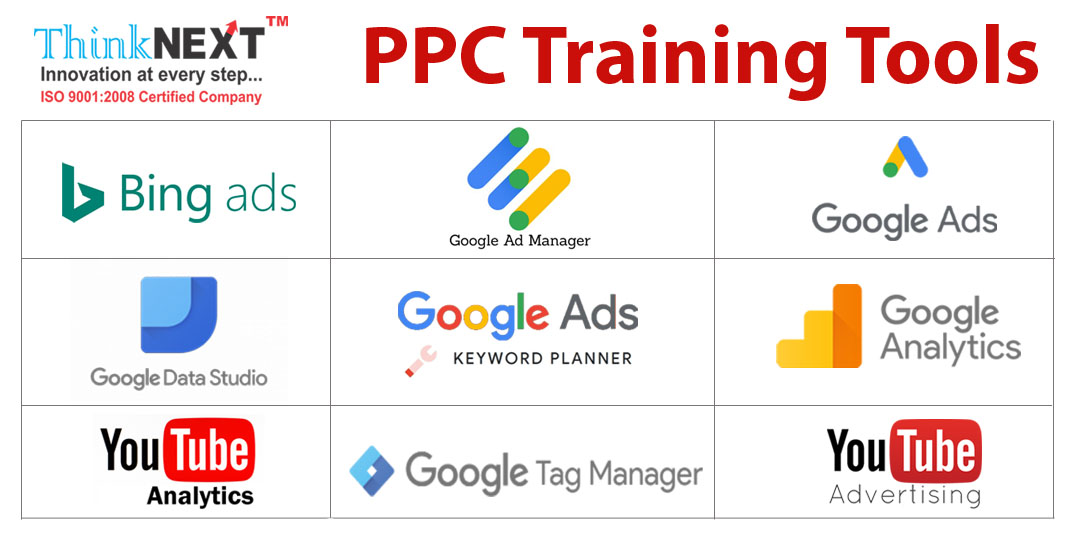 ThinkNEXT™
PPC Training Tools
Innovation at every step...
ISO 9001:2008 Certified Company
Bing ads
Google Ad Manager
Google Ads
Google Data Studio
Google Ads
KEYWORD PLANNER
Google
Analytics
YouTube
Analytics
Google Tag Manager
YouTube
Advertising